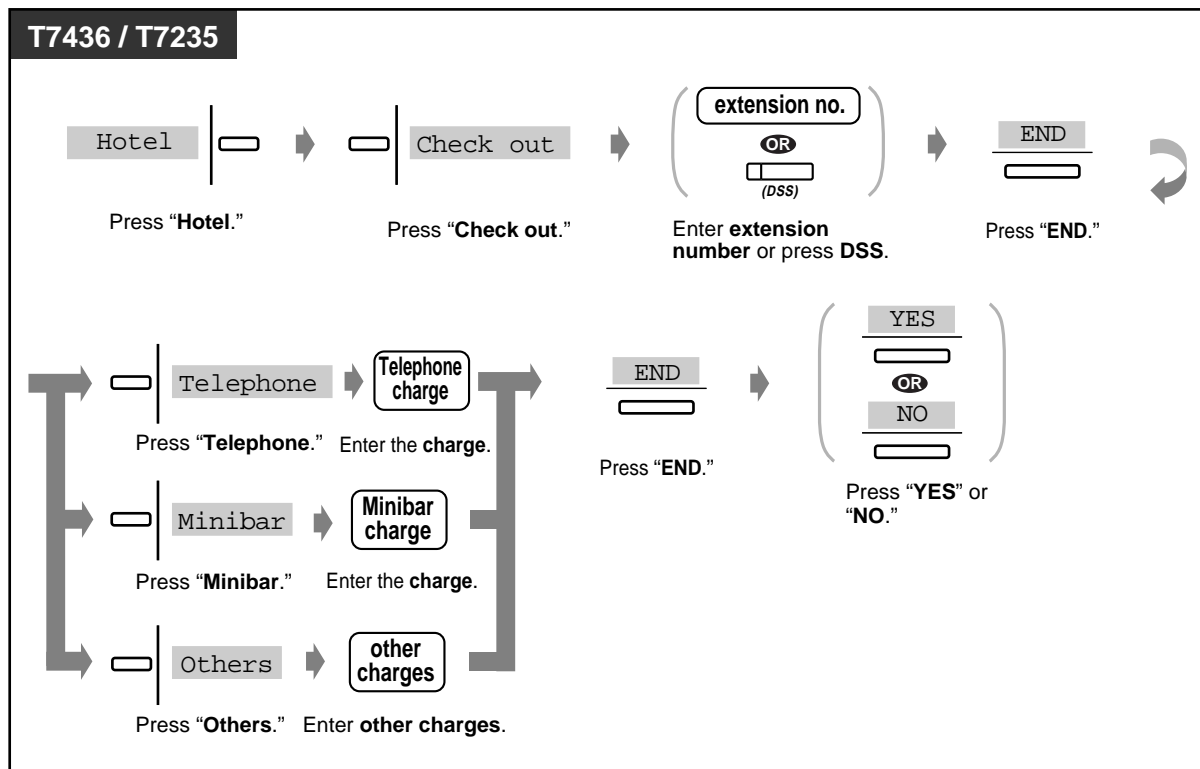 T7436 / T7235
Hotel
Check out
extension no.
OR
(DSS)
END
Press “Hotel.”
Press “Check out.”
Enter extension
number or press DSS.
Press “END.”
Telephone
Telephone
charge
Press “Telephone.”
Enter the charge.
Minibar
Minibar
charge
Press “Minibar.”
Enter the charge.
Others
other
charges
Press “Others.”
Enter other charges.
END
Press “END.”
YES
OR
NO
Press “YES” or
“NO.”